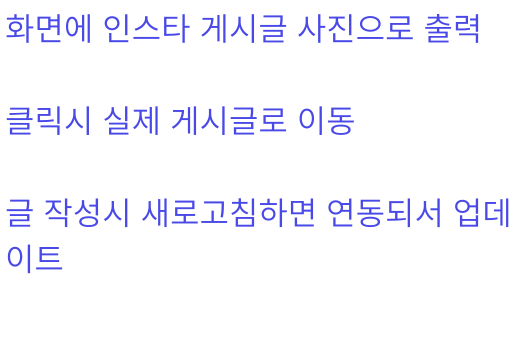 화면에 인스타 게시글 사진으로 출력
클릭시 실제 게시글로 이동
글 작성시 새로고침하면 연동되서 업데
이트